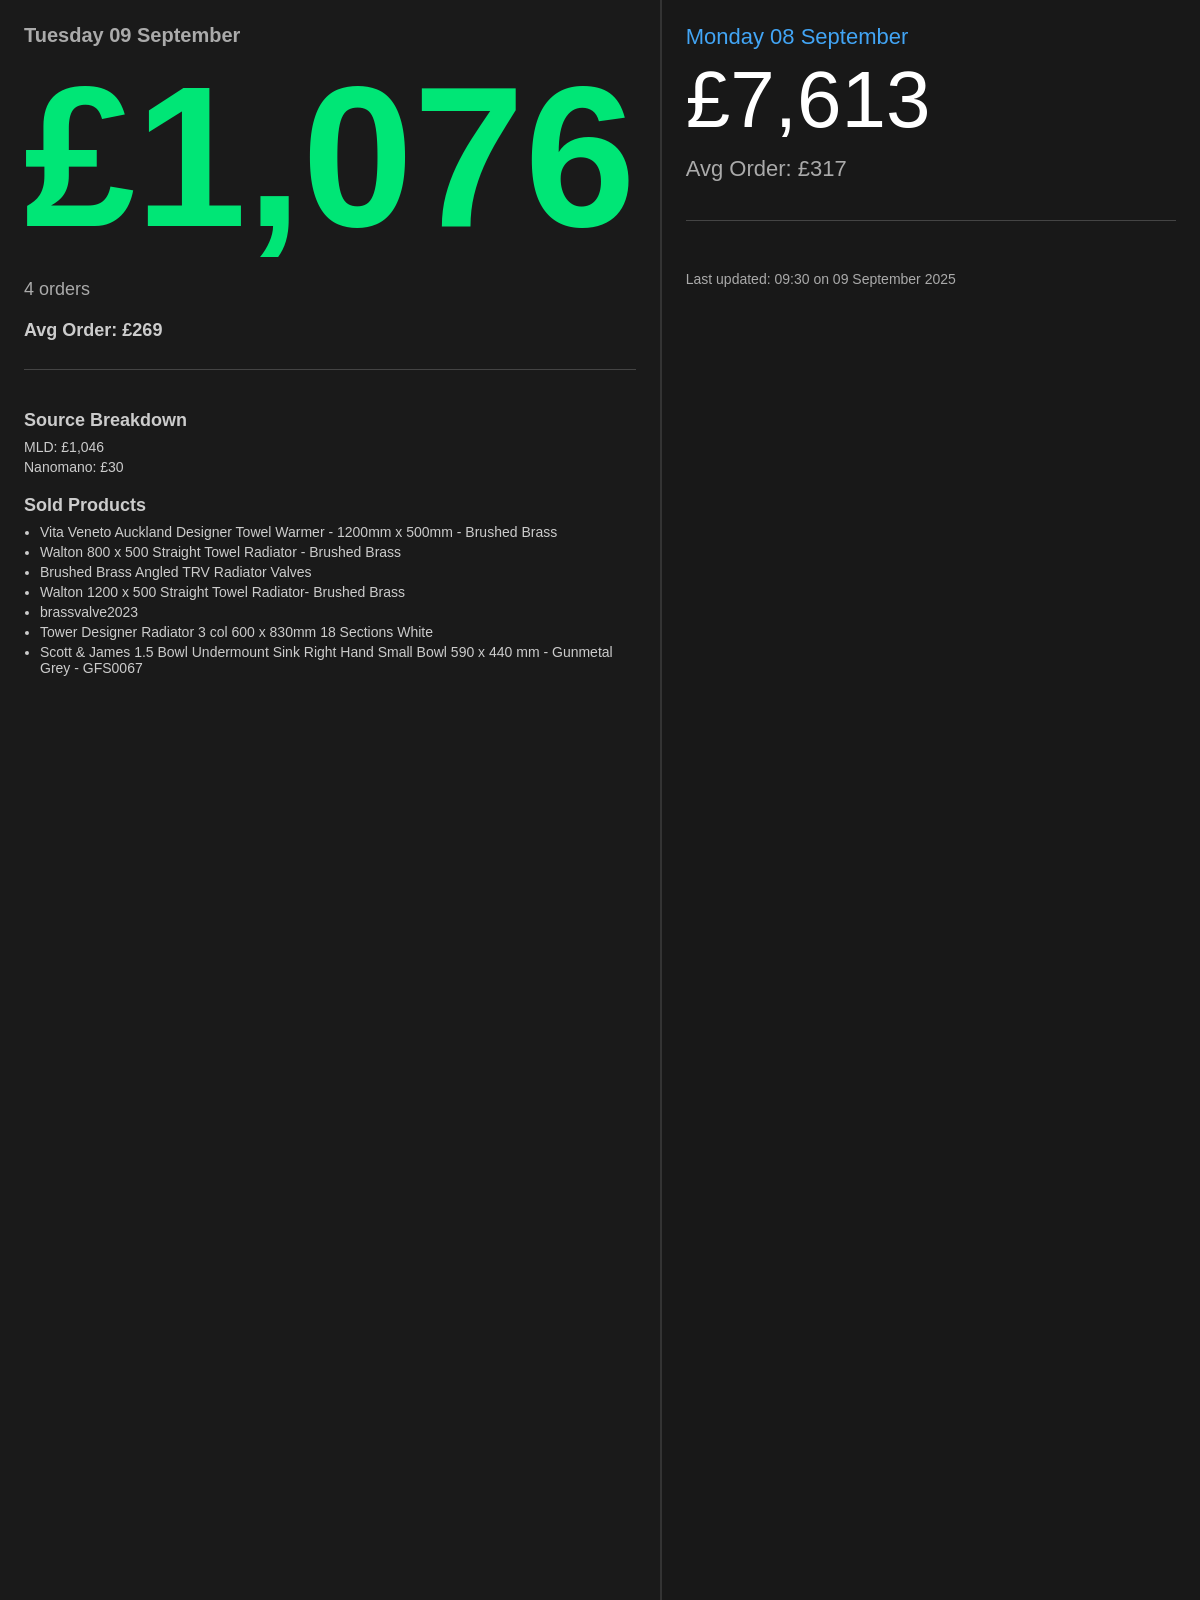 Tuesday 09 September
£1,076
4 orders
Avg Order: £269
Source Breakdown
MLD: £1,046
Nanomano: £30
Sold Products
• Vita Veneto Auckland Designer Towel Warmer - 1200mm x 500mm - Brushed Brass
• Walton 800 x 500 Straight Towel Radiator - Brushed Brass
• Brushed Brass Angled TRV Radiator Valves
• Walton 1200 x 500 Straight Towel Radiator- Brushed Brass
• brassvalve2023
• Tower Designer Radiator 3 col 600 x 830mm 18 Sections White
• Scott & James 1.5 Bowl Undermount Sink Right Hand Small Bowl 590 x 440 mm - Gunmetal
Grey - GFS0067
Monday 08 September
£7,613
Avg Order: £317
Last updated: 09:30 on 09 September 2025